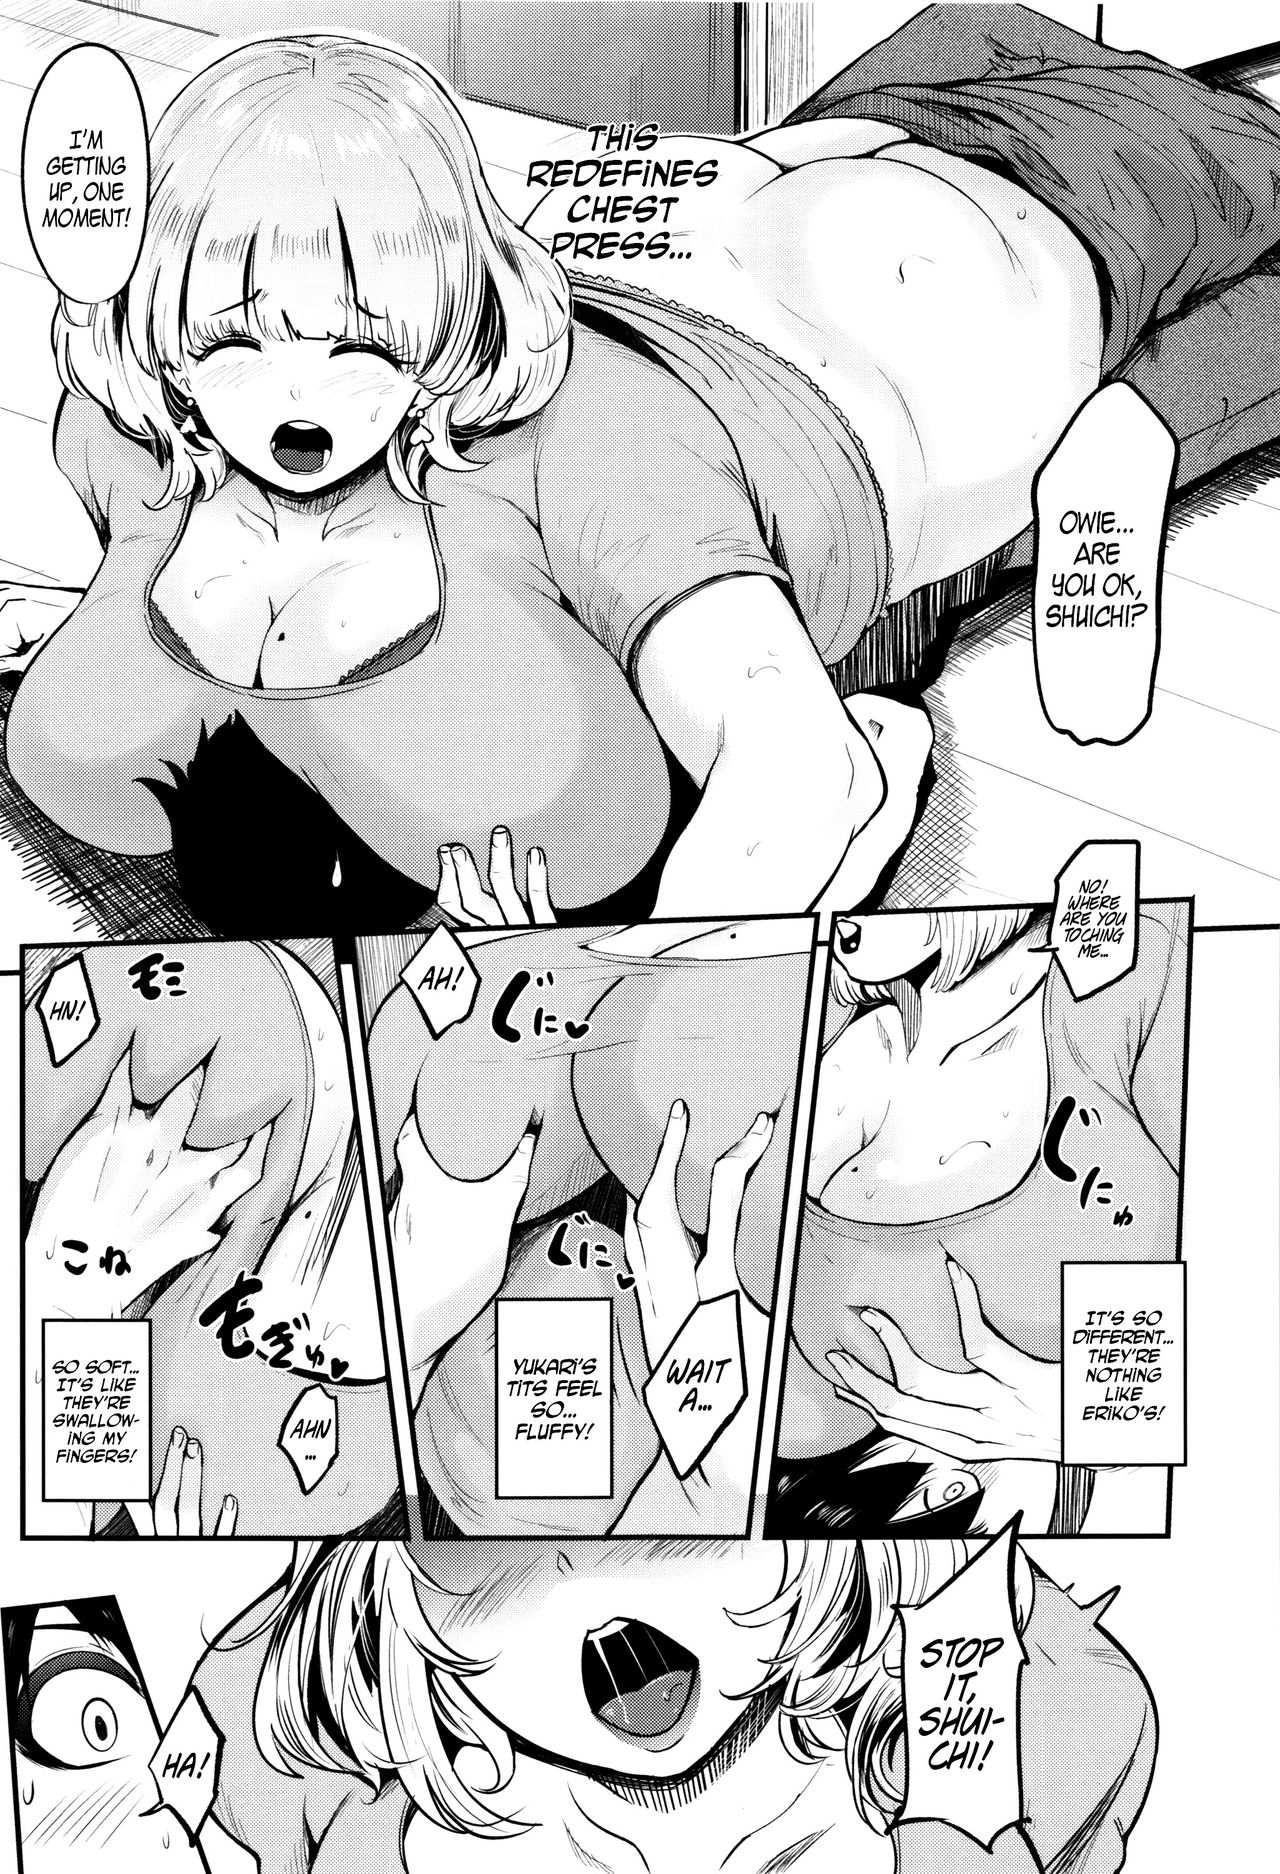 THIS
REDEFINES
CHEST
PRESS...
I'M
GETTING
UP, ONE
MOMENT!
OWIE...
ARE
YOU OK,
SHUICHI?
NO!
WHERE
ARE YOU
TOCHING
ME...
ぐにゅ
IT'S SO
DIFFERENT...
THEY'RE
NOTHING
LIKE
ERIKO'S!
AH!
ぐに♥
ぐに♥
WAIT
A...
YUKARI'S
TITS FEEL
SO...
FLUFFY!
HN!
モミ
こね
もぎゅ♥
AHN
...
SO SOFT...
IT'S LIKE
THEY'RE
SWALLOW-
ING MY
FINGERS!
STOP
IT,
SHUI-
CHI!
HA!